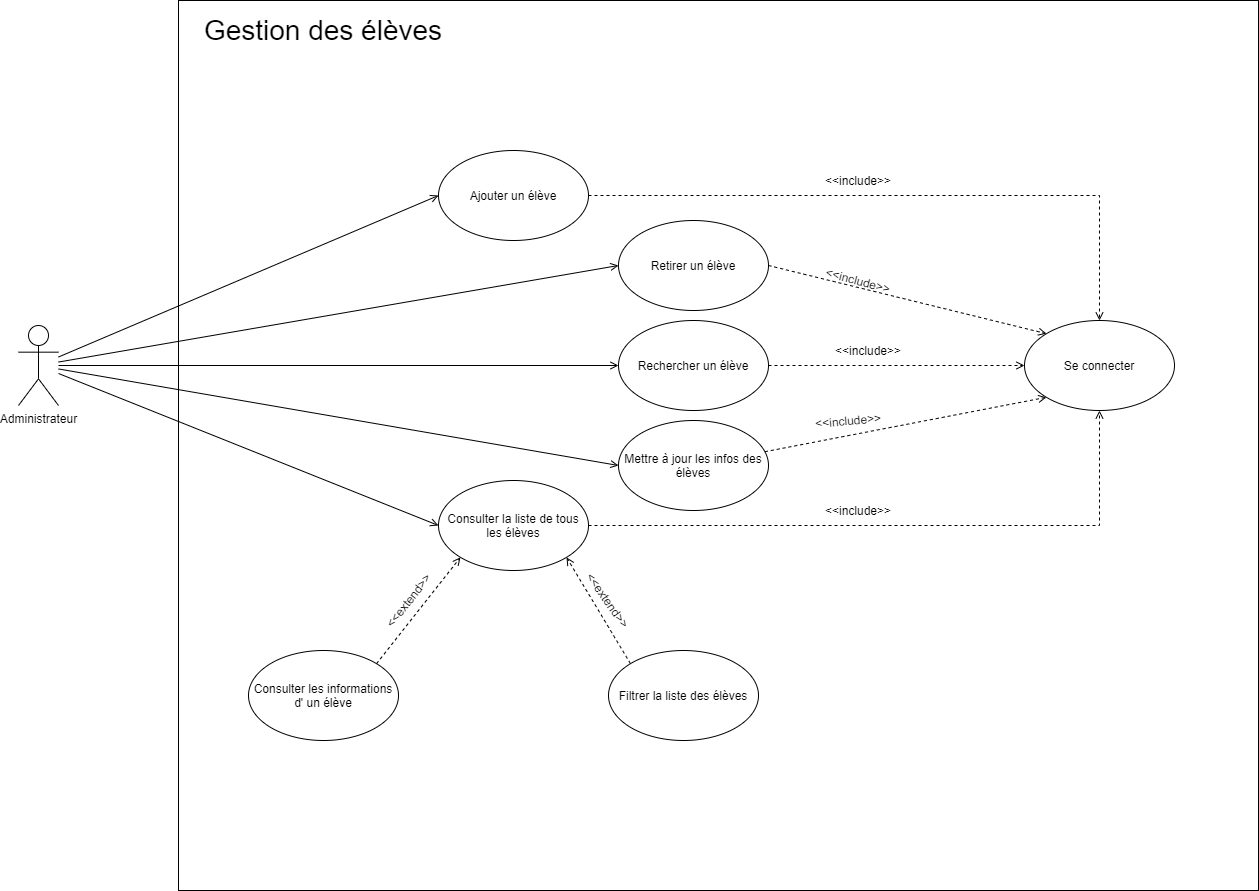 Gestion des élèves
<<include>>
Ajouter un élève
Retirer un élève
<<include>>
<<include>>
Rechercher un élève
Se connecter
Administrateur
<<include>>
Mettre à jour les infos des
élèves
<<include>>
Consulter la liste de tous
les élèves
<<extend>>
<<extend>>
Consulter les informations
d' un élève
Filtrer la liste des élèves